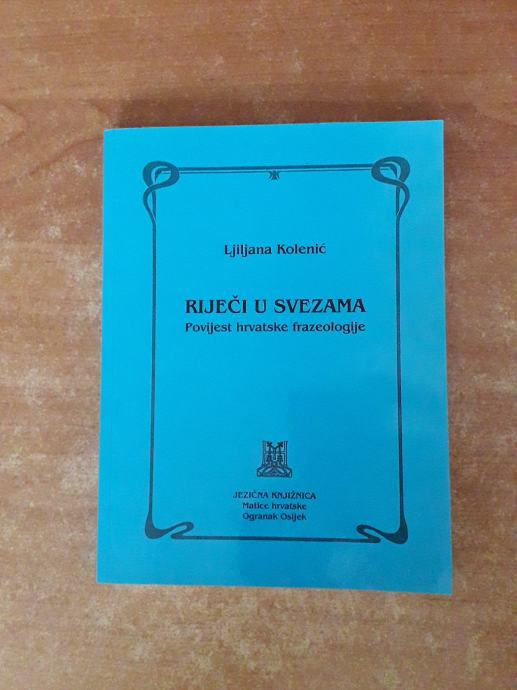 Ljiljana Kolenić
RIJEČI U SVEZAMA
Povijest hrvatske frazeologije
JEZIČNA KNJIŽNICA
Matice hrvatske
Ogranak Osijek